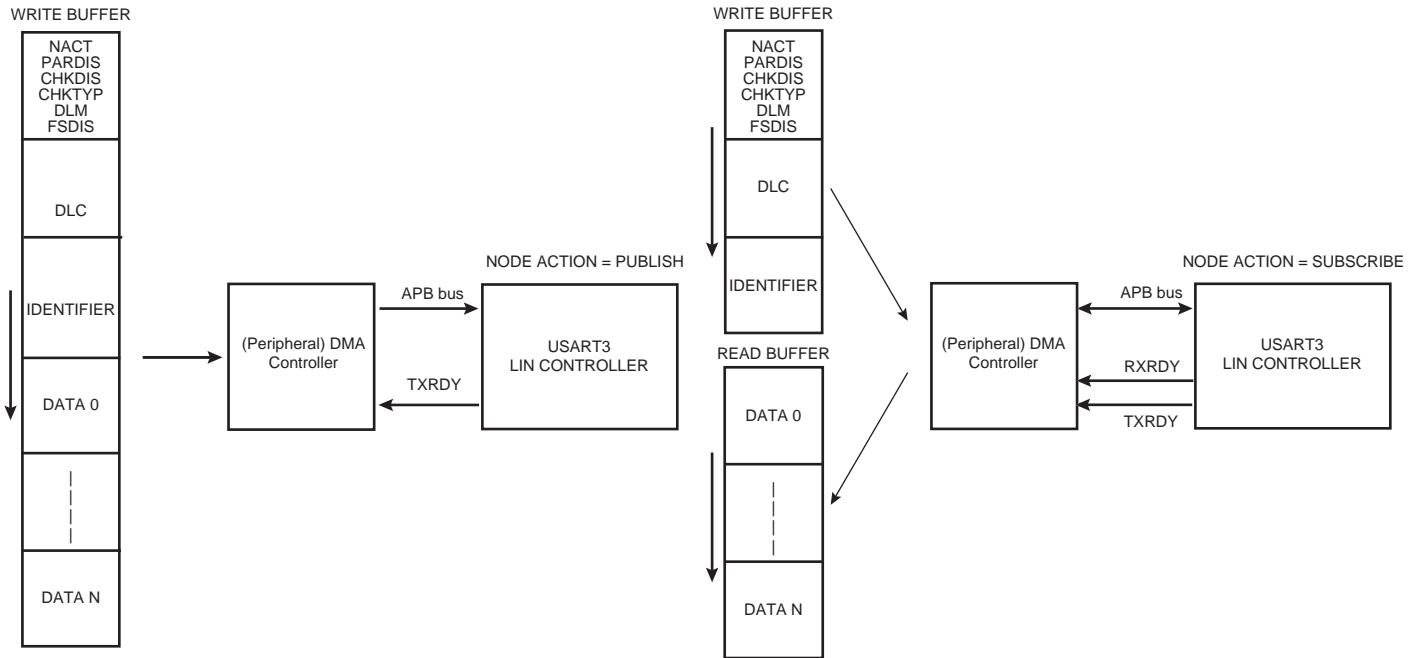 WRITE BUFFER
NACT
PARDIS
CHKDIS
CHKTYP
DLM
FSDIS
DLC
IDENTIFIER
DATA 0
DATA N
(Peripheral) DMA
Controller
APB bus
TXRDY
NODE ACTION = PUBLISH
USART3
LIN CONTROLLER
WRITE BUFFER
NACT
PARDIS
CHKDIS
CHKTYP
DLM
FSDIS
DLC
IDENTIFIER
READ BUFFER
DATA 0
DATA N
(Peripheral) DMA
Controller
APB bus
RXRDY
TXRDY
NODE ACTION = SUBSCRIBE
USART3
LIN CONTROLLER